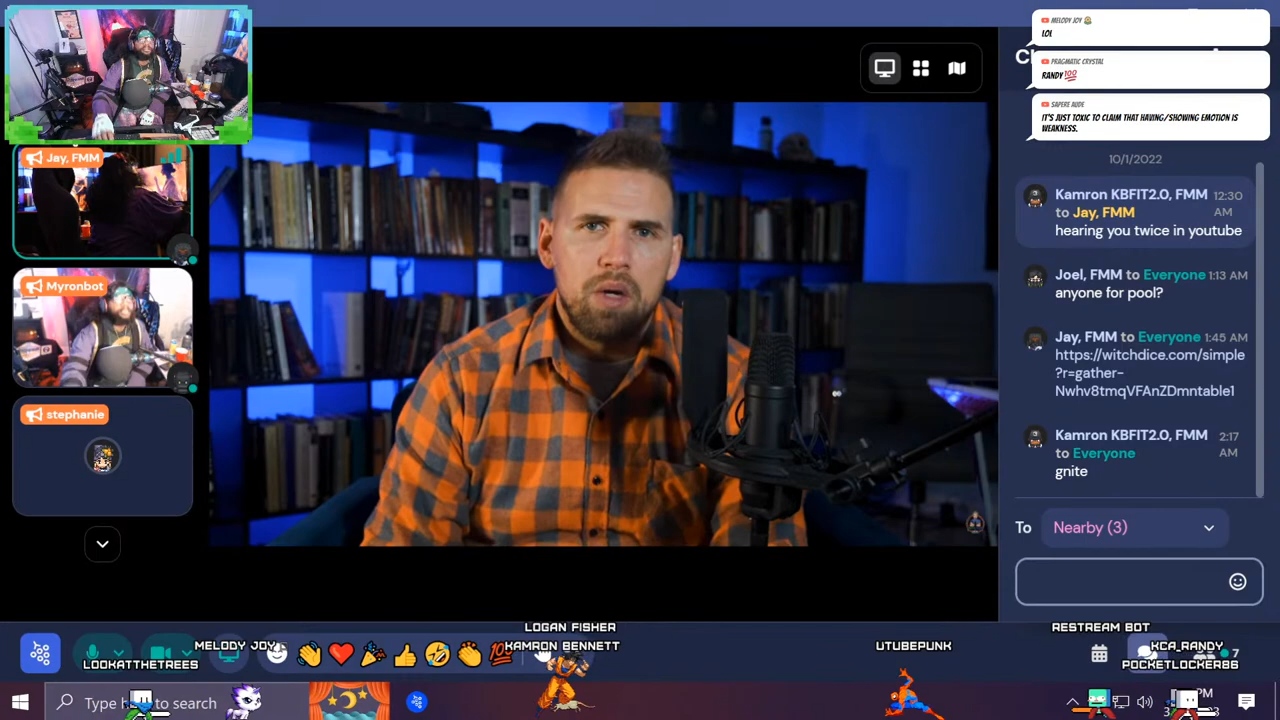 MELODY JOY
LOL
PRAGMATIC CRYSTAL
RANDY💯
SAPERE AUDE
IT'S JUST TOXIC TO CLAIM THAT HAVING/SHOWING EMOTION IS
WEAKNESS.
10/1/2022
Kamron KBFIT2.0, FMM 12:30
to Jay, FMM AM
hearing you twice in youtube
Joel, FMM to Everyone 1:13 AM
anyone for pool?
Jay, FMM to Everyone 1:45 AM
https://witchdice.com/simple
?r=gather-
Nwhv8tmqVFAnZDmntable1
Kamron KBFIT2.0, FMM 2:17
to Everyone AM
gnite
To Nearby (3)
Jay, FMM
Myronbot
stephanie
LOGAN FISHER
KAMRON BENNETT
MELODY JOY
LOOKATTHETREES
UTUBEPUNK
RESTREAM BOT
KCA_RANDY
POCKETLOCKER86
7
Type here to search